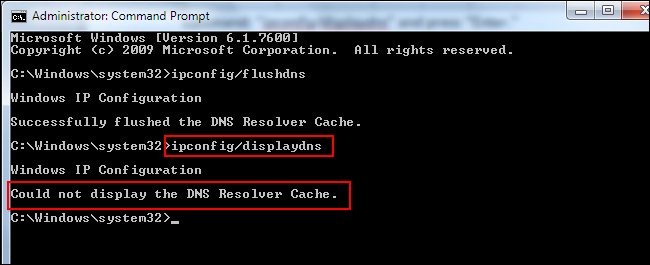 Administrator: Command Prompt
Microsoft Windows [Version 6.1.7600]
Copyright (c) 2009 Microsoft Corporation.  All rights reserved.
C:\Windows\system32>ipconfig/flushdns
Windows IP Configuration
Successfully flushed the DNS Resolver Cache.
C:\Windows\system32>ipconfig/displaydns
Windows IP Configuration
Could not display the DNS Resolver Cache.
C:\Windows\system32>_